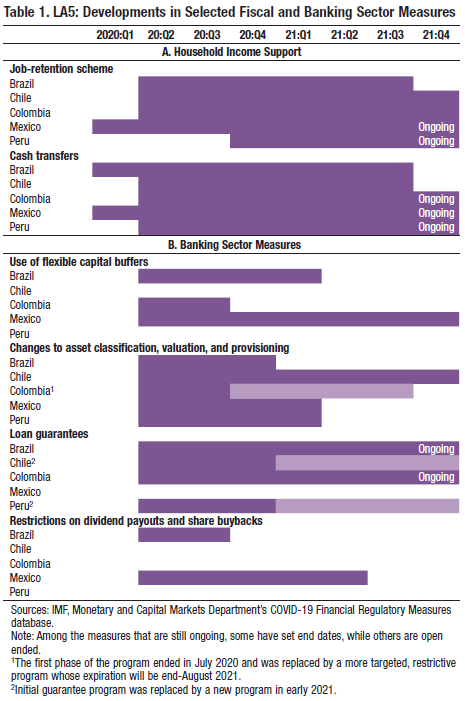 Table 1. LA5: Developments in Selected Fiscal and Banking Sector Measures
2020:Q1 20:Q2 20:Q3 20:Q4 21:Q1 21:Q2 21:Q3 21:Q4
A. Household Income Support
Job-retention scheme
Brazil
Chile
Colombia
Mexico Ongoing
Peru Ongoing
Cash transfers
Brazil
Chile
Colombia Ongoing
Mexico Ongoing
Peru Ongoing
B. Banking Sector Measures
Use of flexible capital buffers
Brazil
Chile
Colombia
Mexico
Peru
Changes to asset classification, valuation, and provisioning
Brazil
Chile
Colombia¹
Mexico
Peru
Loan guarantees
Brazil Ongoing
Chile²
Colombia Ongoing
Mexico
Peru²
Restrictions on dividend payouts and share buybacks
Brazil
Chile
Colombia
Mexico
Peru
Sources: IMF, Monetary and Capital Markets Department's COVID-19 Financial Regulatory Measures
database.
Note: Among the measures that are still ongoing, some have set end dates, while others are open
ended.
¹The first phase of the program ended in July 2020 and was replaced by a more targeted, restrictive
program whose expiration will be end-August 2021.
²Initial guarantee program was replaced by a new program in early 2021.